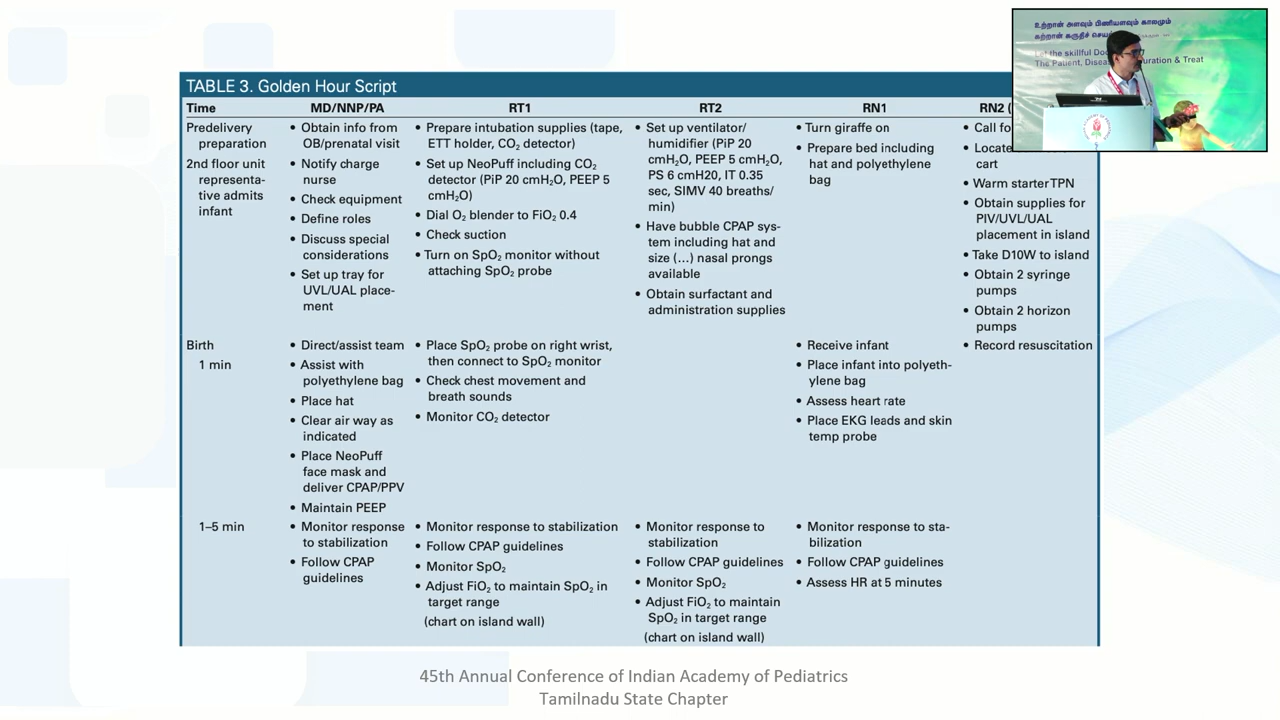 உற்றான் அளவும் பிணியளவும் காலமும்
கற்றான் கருதிச்
Let the skillful
The Patient, Disease, Duration & Treat
TABLE 3. Golden Hour Script
Time MD/NNP/PA RT1 RT2 RN1 RN2
Predelivery
preparation
2nd floor unit
representa-
tive admits
infant
• Obtain info from
OB/prenatal visit
• Notify charge
nurse
• Check equipment
• Define roles
• Discuss special
considerations
• Set up tray for
UVL/UAL place-
ment
• Prepare intubation supplies (tape,
ETT holder, CO₂ detector)
• Set up NeoPuff including CO₂
detector (PiP 20 cmH₂O, PEEP 5
cmH₂O)
• Dial O₂ blender to FiO₂ 0.4
• Check suction
• Turn on SpO₂ monitor without
attaching SpO₂ probe
• Set up ventilator/
humidifier (PiP 20
cmH₂O, PEEP 5 cmH₂O,
PS 6 cmH20, IT 0.35
sec, SIMV 40 breaths/
min)
• Have bubble CPAP sys-
tem including hat and
size (...) nasal prongs
available
• Obtain surfactant and
administration supplies
• Turn giraffe on
• Prepare bed including
hat and polyethylene
bag
• Call
• Locate
cart
• Warm starter TPN
• Obtain supplies for
PIV/UVL/UAL
placement in island
• Take D10W to island
• Obtain 2 syringe
pumps
• Obtain 2 horizon
pumps
Birth
1 min
• Direct/assist team
• Assist with
polyethylene bag
• Place hat
• Clear air way as
indicated
• Place NeoPuff
face mask and
deliver CPAP/PPV
• Maintain PEEP
• Place SpO₂ probe on right wrist,
then connect to SpO₂ monitor
• Check chest movement and
breath sounds
• Monitor CO₂ detector
• Receive infant
• Place infant into polyeth-
ylene bag
• Assess heart rate
• Place EKG leads and skin
temp probe
• Record resuscitation
1–5 min
• Monitor response
to stabilization
• Follow CPAP
guidelines
• Monitor response to stabilization
• Follow CPAP guidelines
• Monitor SpO₂
• Adjust FiO₂ to maintain SpO₂ in
target range
(chart on island wall)
• Monitor response to
stabilization
• Follow CPAP guidelines
• Monitor SpO₂
• Adjust FiO₂ to maintain
SpO₂ in target range
(chart on island wall)
• Monitor response to sta-
bilization
• Follow CPAP guidelines
• Assess HR at 5 minutes
45th Annual Conference of Indian Academy of Pediatrics
Tamilnadu State Chapter